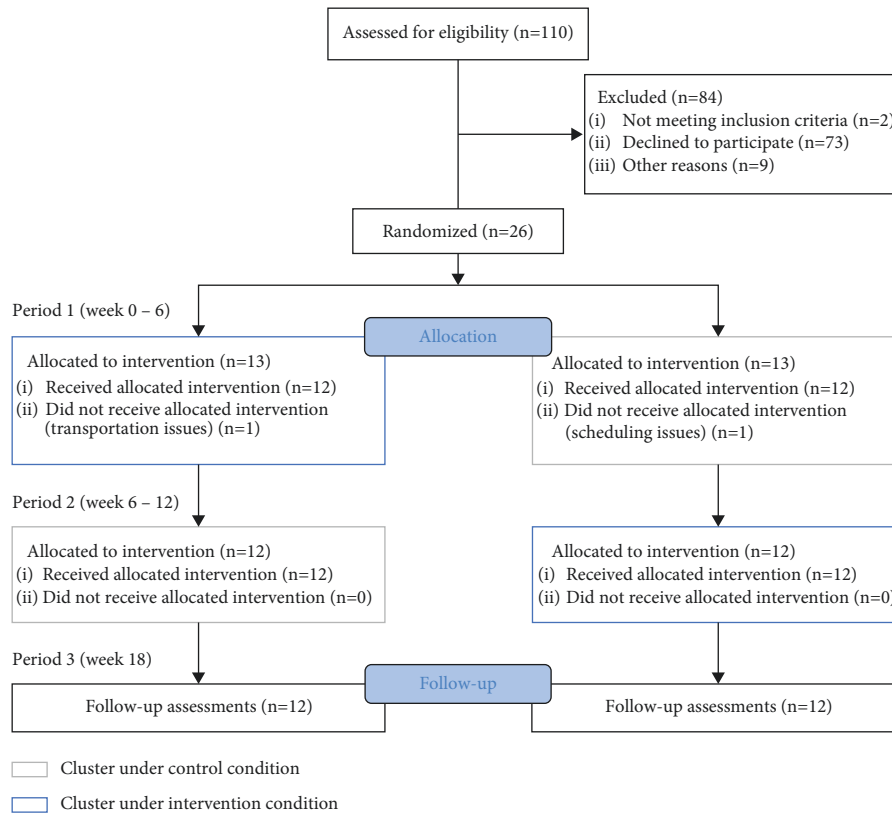 Assessed for eligibility (n=110)
Excluded (n=84)
(i) Not meeting inclusion criteria (n=2)
(ii) Declined to participate (n=73)
(iii) Other reasons (n=9)
Randomized (n=26)
Period 1 (week 0 – 6)
Allocation
Allocated to intervention (n=13)
(i) Received allocated intervention (n=12)
(ii) Did not receive allocated intervention
(transportation issues) (n=1)
Allocated to intervention (n=13)
(i) Received allocated intervention (n=12)
(ii) Did not receive allocated intervention
(scheduling issues) (n=1)
Period 2 (week 6 – 12)
Allocated to intervention (n=12)
(i) Received allocated intervention (n=12)
(ii) Did not receive allocated intervention (n=0)
Allocated to intervention (n=12)
(i) Received allocated intervention (n=12)
(ii) Did not receive allocated intervention (n=0)
Period 3 (week 18)
Follow-up
Follow-up assessments (n=12)
Follow-up assessments (n=12)
Cluster under control condition
Cluster under intervention condition